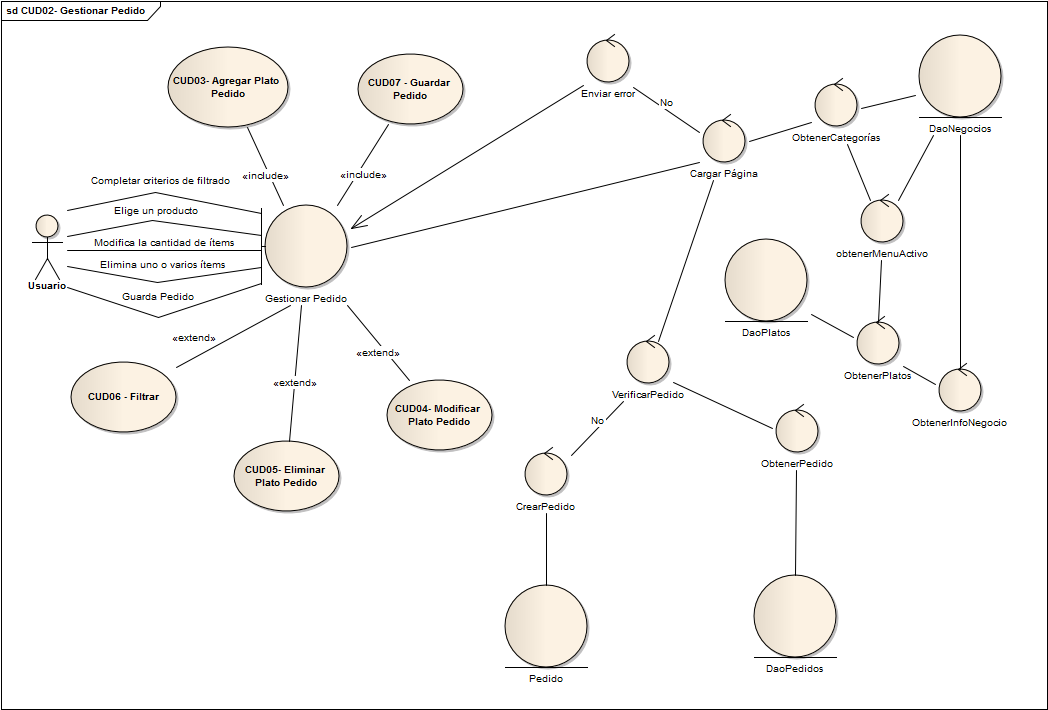 sd CUD02- Gestionar Pedido
CUD03- Agregar Plato
Pedido
CUD07 - Guardar
Pedido
Enviar error
No
Cargar Página
ObtenerCategorías
DaoNegocios
«include»
«include»
Completar criterios de filtrado
Elige un producto
Modifica la cantidad de ítems
Elimina uno o varios ítems
Guarda Pedido
Usuario
Gestionar Pedido
obtenerMenuActivo
DaoPlatos
ObtenerPlatos
ObtenerInfoNegocio
«extend»
«extend»
«extend»
CUD06 - Filtrar
CUD04- Modificar
Plato Pedido
CUD05- Eliminar
Plato Pedido
VerificarPedido
No
ObtenerPedido
CrearPedido
Pedido
DaoPedidos